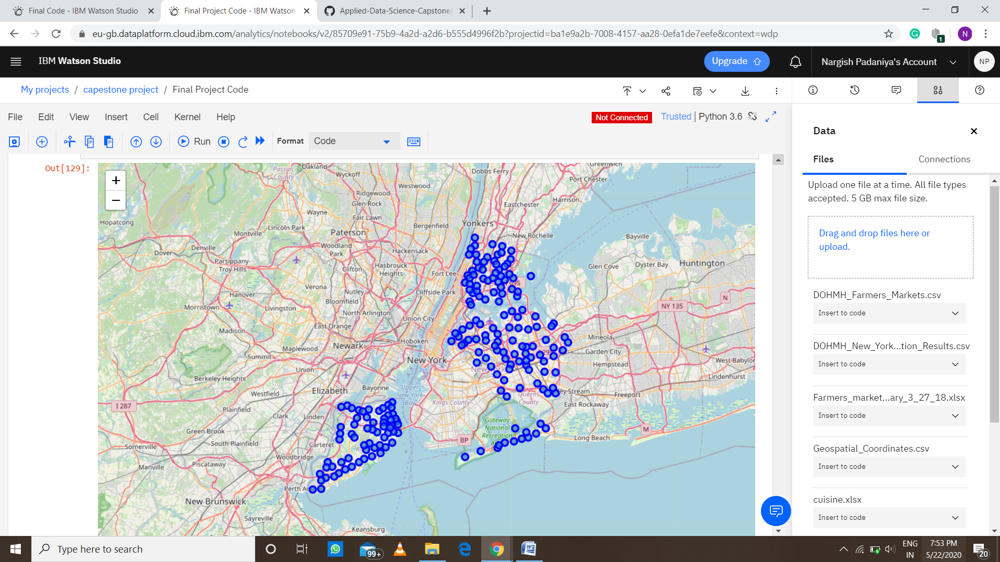 Final Code - IBM Watson Studio
Final Project Code - IBM Watson
Applied-Data-Science-Capstone/
eu-gb.dataplatform.cloud.ibm.com/analytics/notebooks/v2/85709e91-75b9-4a2d-a2d6-b555d4996f2b?projectid=ba1e9a2b-7008-4157-aa28-0efa1de7eefe&context=wdp
1
N
IBM Watson Studio
Upgrade
Nargish Padaniya's Account
NP
My projects / capestone project / Final Project Code
File Edit View Insert Cell Kernel Help
Not Connected
Trusted | Python 3.6
Run
Format
Code
Out[129]:
+
−
Passaic County
Oakland
Wyckoff
Dobbs Ferry
Greenwich
Port Chester
Westwood
Ridgewood
Glen Rock
Harrison
Eastchester
Wayne
Fair Lawn
Hopatcong
Lincoln Park
Bergenfield
Yonkers
Montville
Paterson
New Rochelle
Bayville
Denville
Woodland Park
Hackensack
Dover
Parsippany-Troy Hills
Clifton
Hasbrouck Heights
Fort Lee
Glen Cove
Oyster Bay
Huntington
Verona
Nutley
Cliffside Park
695
Hanover
Bloomfield
N
Morristown
Livingston
North Arlington
Union City
NY 135
East Orange
Madison
Hoboken
Mineola
Maplewood
Newark
Garden City
Summit
New York
Hempstead
West Babylon
Union
Berkeley Heights
Lindenhurst
Elizabeth
Bayonne
Upper New York Bay
Westfield
ey Stream
Freeport
Kings County
Queens County
East Rockaway
I 287
Clark
Linden
Gateway National Recreation
Green Brook
M
South Plainfield
Carteret
BP
Long Beach
Somerville
Woodbridge
Piscataway
Manville
Perth Am
New Brunswick
Sayreville
Keansburg
Data
Files
Connections
Upload one file at a time. All file types
accepted. 5 GB max file size.
Drag and drop files here or
upload.
DOHMH_Farmers_Markets.csv
Insert to code
DOHMH_New_York...tion_Results.csv
Insert to code
Farmers_market...ary_3_27_18.xlsx
Insert to code
Geospatial_Coordinates.csv
Insert to code
cuisine.xlsx
Insert to code
Type here to search
99+
ENG
IN
7:53 PM
5/22/2020
20